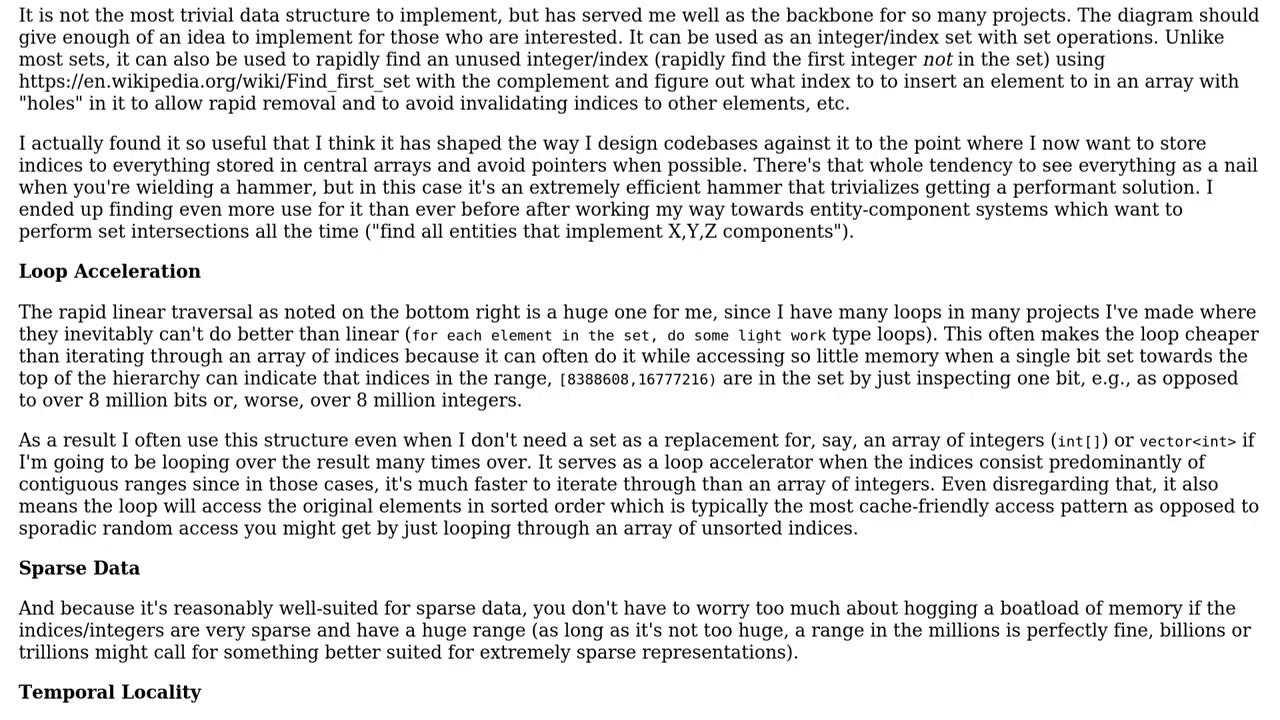 It is not the most trivial data structure to implement, but has served me well as the backbone for so many projects. The diagram should
give enough of an idea to implement for those who are interested. It can be used as an integer/index set with set operations. Unlike
most sets, it can also be used to rapidly find an unused integer/index (rapidly find the first integer not in the set) using
https://en.wikipedia.org/wiki/Find_first_set with the complement and figure out what index to to insert an element to in an array with
"holes" in it to allow rapid removal and to avoid invalidating indices to other elements, etc.
I actually found it so useful that I think it has shaped the way I design codebases against it to the point where I now want to store
indices to everything stored in central arrays and avoid pointers when possible. There's that whole tendency to see everything as a nail
when you're wielding a hammer, but in this case it's an extremely efficient hammer that trivializes getting a performant solution. I
ended up finding even more use for it than ever before after working my way towards entity-component systems which want to
perform set intersections all the time ("find all entities that implement X,Y,Z components").
Loop Acceleration
The rapid linear traversal as noted on the bottom right is a huge one for me, since I have many loops in many projects I've made where
they inevitably can't do better than linear (for each element in the set, do some light work type loops). This often makes the loop cheaper
than iterating through an array of indices because it can often do it while accessing so little memory when a single bit set towards the
top of the hierarchy can indicate that indices in the range, [8388608,16777216) are in the set by just inspecting one bit, e.g., as opposed
to over 8 million bits or, worse, over 8 million integers.
As a result I often use this structure even when I don't need a set as a replacement for, say, an array of integers (int[]) or vector<int> if
I'm going to be looping over the result many times over. It serves as a loop accelerator when the indices consist predominantly of
contiguous ranges since in those cases, it's much faster to iterate through than an array of integers. Even disregarding that, it also
means the loop will access the original elements in sorted order which is typically the most cache-friendly access pattern as opposed to
sporadic random access you might get by just looping through an array of unsorted indices.
Sparse Data
And because it's reasonably well-suited for sparse data, you don't have to worry too much about hogging a boatload of memory if the
indices/integers are very sparse and have a huge range (as long as it's not too huge, a range in the millions is perfectly fine, billions or
trillions might call for something better suited for extremely sparse representations).
Temporal Locality